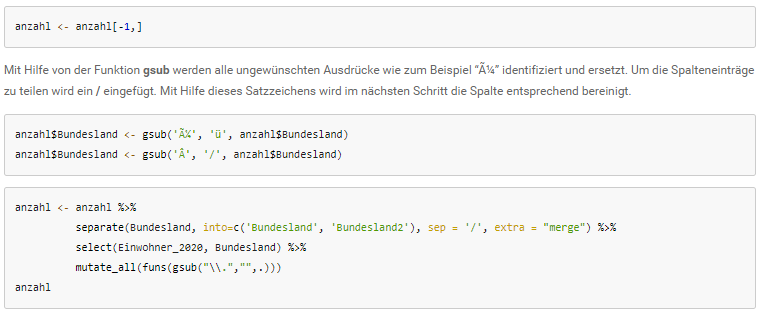 anzahl <- anzahl[-1,]
Mit Hilfe von der Funktion gsub werden alle ungewünschten Ausdrücke wie zum Beispiel “Ã¼” identifiziert und ersetzt. Um die Spalteneinträge
zu teilen wird ein / eingefügt. Mit Hilfe dieses Satzzeichens wird im nächsten Schritt die Spalte entsprechend bereinigt.
anzahl$Bundesland <- gsub('Ã¼', 'ü', anzahl$Bundesland)
anzahl$Bundesland <- gsub('Â', '/', anzahl$Bundesland)
anzahl <- anzahl %>%
separate(Bundesland, into=c('Bundesland', 'Bundesland2'), sep = '/', extra = "merge") %>%
select(Einwohner_2020, Bundesland) %>%
mutate_all(funs(gsub("\\.","",.)))
anzahl